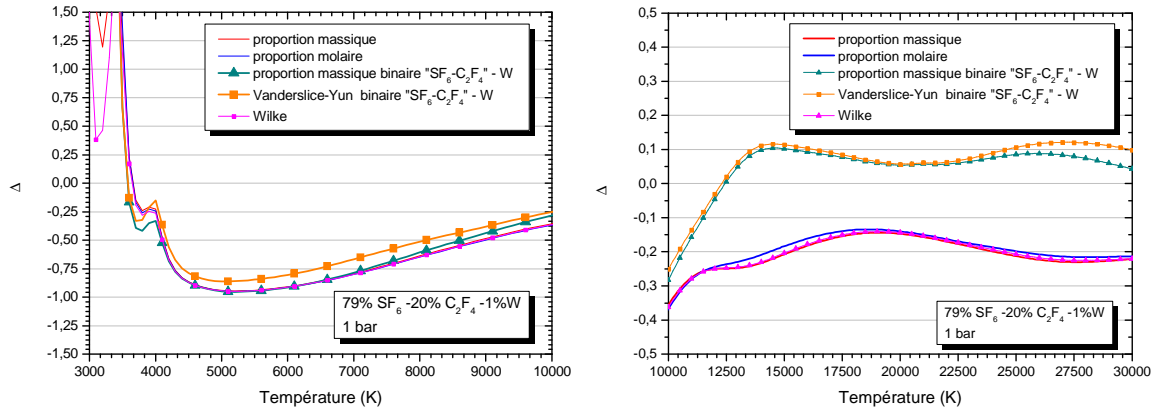 1,50
1,25
1,00
0,75
0,50
0,25
0,00
-0,25
-0,50
-0,75
-1,00
-1,25
-1,50
Δ
proportion massique
proportion molaire
proportion massique binaire "SF₆-C₂F₄" - W
Vanderslice-Yun binaire "SF₆-C₂F₄" - W
Wilke
79% SF₆ -20% C₂F₄ -1%W
1 bar
3000 4000 5000 6000 7000 8000 9000 10000
Température (K)
0,5
0,4
0,3
0,2
0,1
0,0
-0,1
-0,2
-0,3
-0,4
-0,5
Δ
proportion massique
proportion molaire
proportion massique binaire "SF₆-C₂F₄" - W
Vanderslice-Yun binaire "SF₆-C₂F₄" - W
Wilke
79% SF₆ -20% C₂F₄ -1%W
1 bar
10000 12500 15000 17500 20000 22500 25000 27500 30000
Température (K)